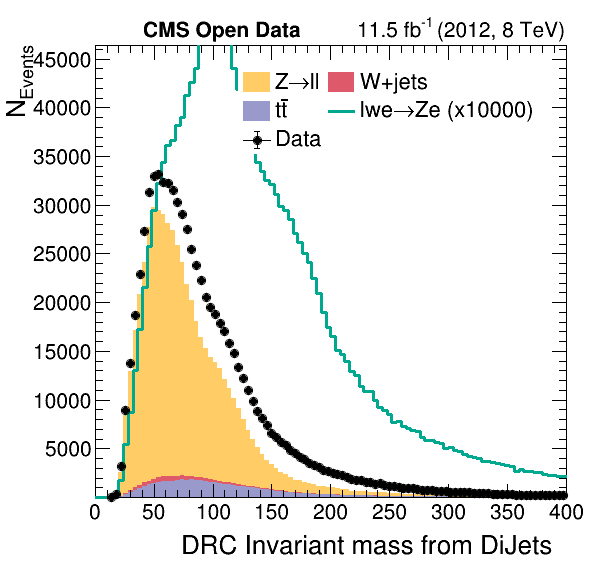 CMS Open Data 11.5 fb⁻¹ (2012, 8 TeV)
N_Events
45000
40000
35000
30000
25000
20000
15000
10000
5000
Z→ll W+jets
tt̄ lwe→Ze (x10000)
Data
0 50 100 150 200 250 300 350 400
DRC Invariant mass from DiJets